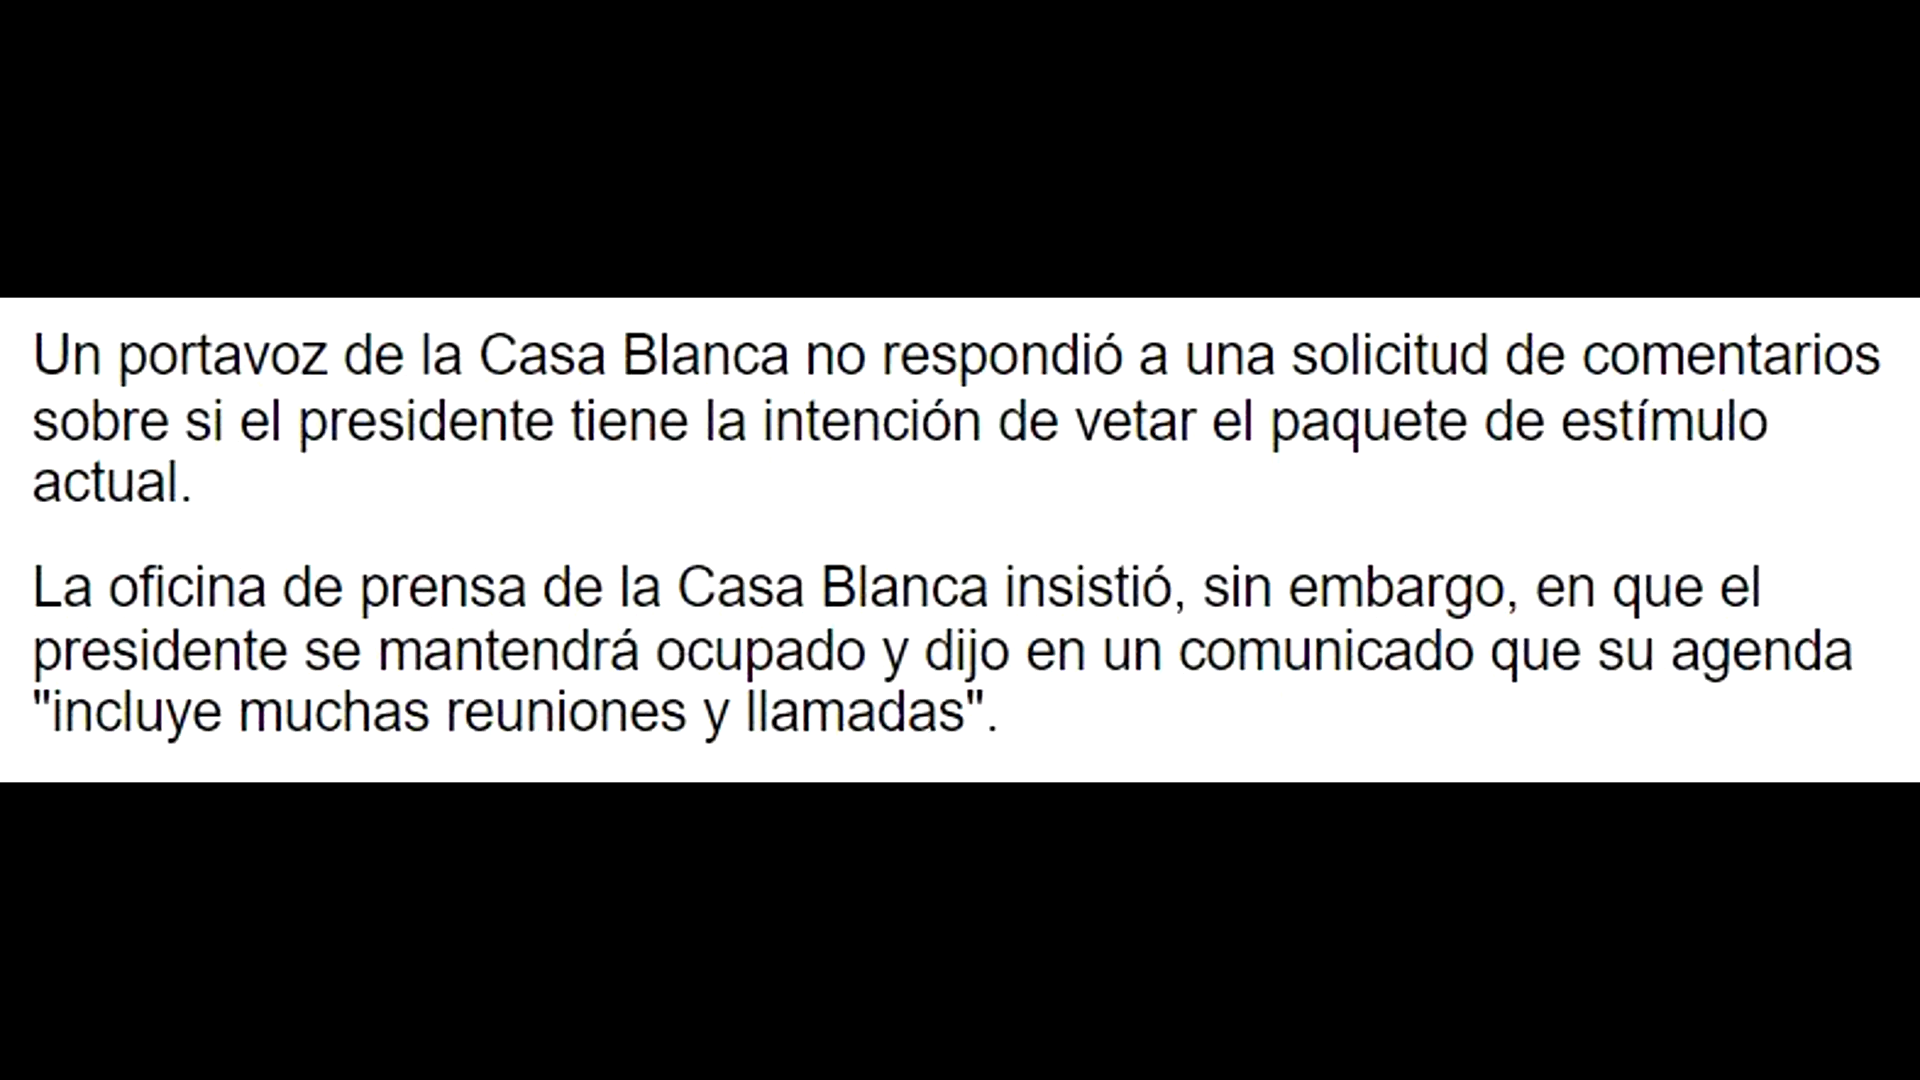 Un portavoz de la Casa Blanca no respondió a una solicitud de comentarios
sobre si el presidente tiene la intención de vetar el paquete de estímulo
actual.
La oficina de prensa de la Casa Blanca insistió, sin embargo, en que el
presidente se mantendrá ocupado y dijo en un comunicado que su agenda
"incluye muchas reuniones y llamadas".